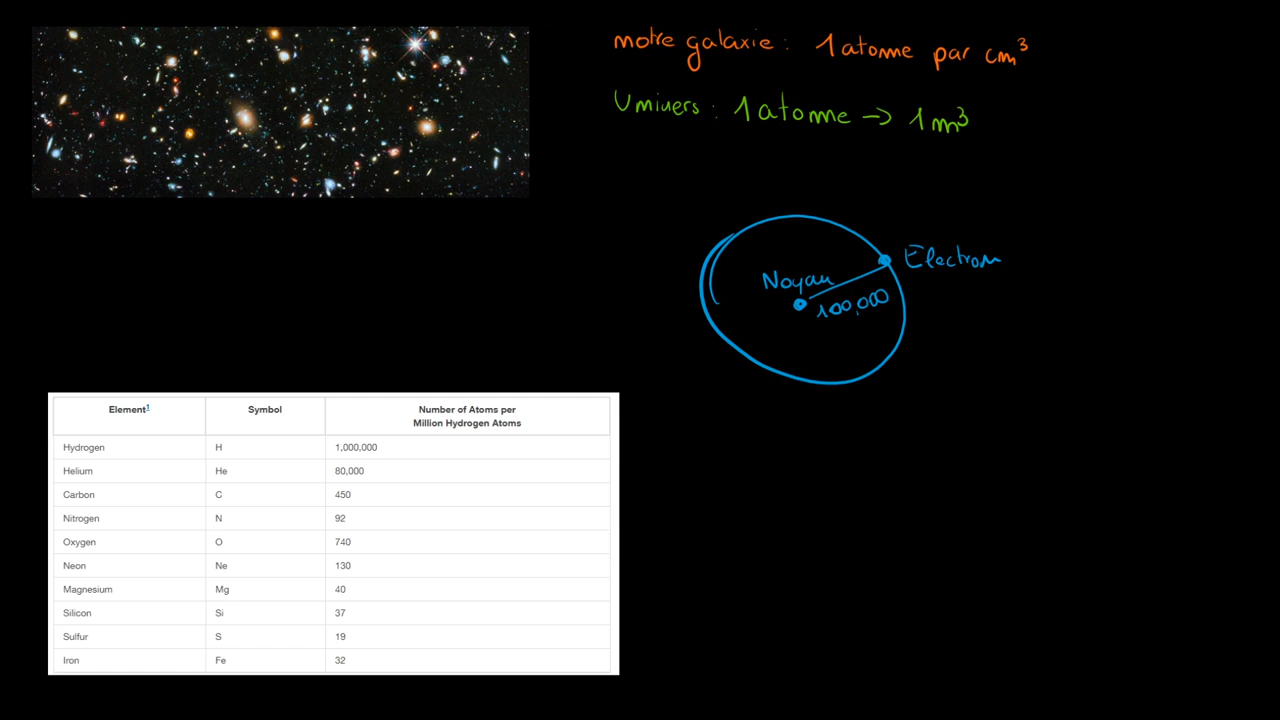 notre galaxie : 1 atome par cm³
Univers : 1 atome → 1 m³
Electron
Noyau
100,000
Element¹ Symbol Number of Atoms per
Million Hydrogen Atoms
Hydrogen H 1,000,000
Helium He 80,000
Carbon C 450
Nitrogen N 92
Oxygen O 740
Neon Ne 130
Magnesium Mg 40
Silicon Si 37
Sulfur S 19
Iron Fe 32